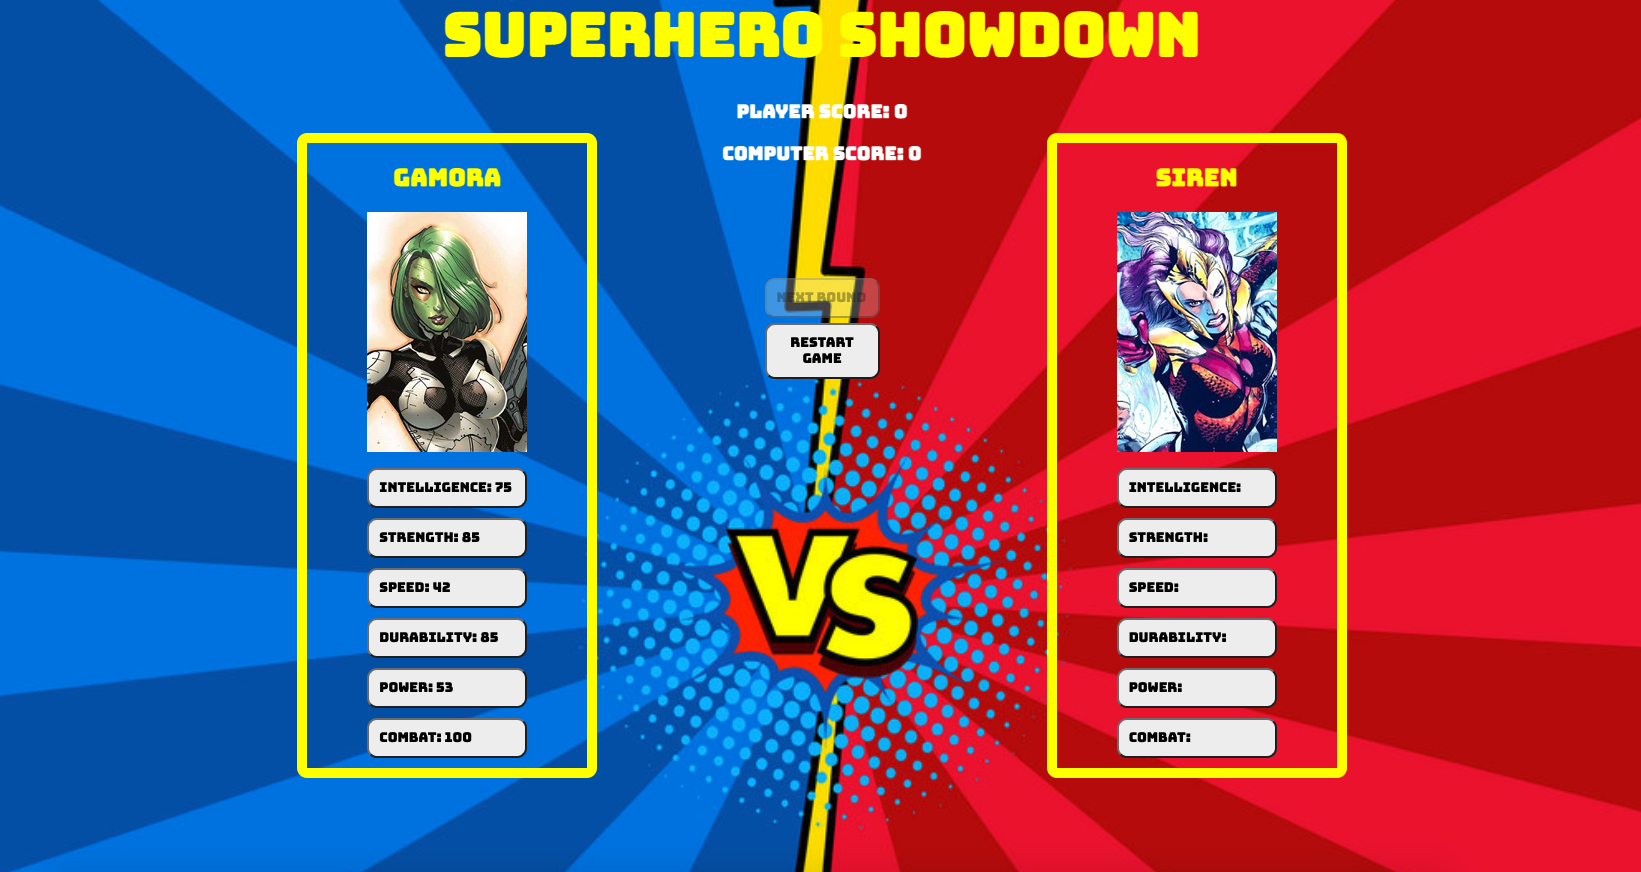 SUPERHERO SHOWDOWN
PLAYER SCORE: 0
COMPUTER SCORE: 0
GAMORA
INTELLIGENCE: 75
STRENGTH: 85
SPEED: 42
DURABILITY: 85
POWER: 53
COMBAT: 100
NEXT ROUND
RESTART
GAME
VS
SIREN
INTELLIGENCE:
STRENGTH:
SPEED:
DURABILITY:
POWER:
COMBAT: